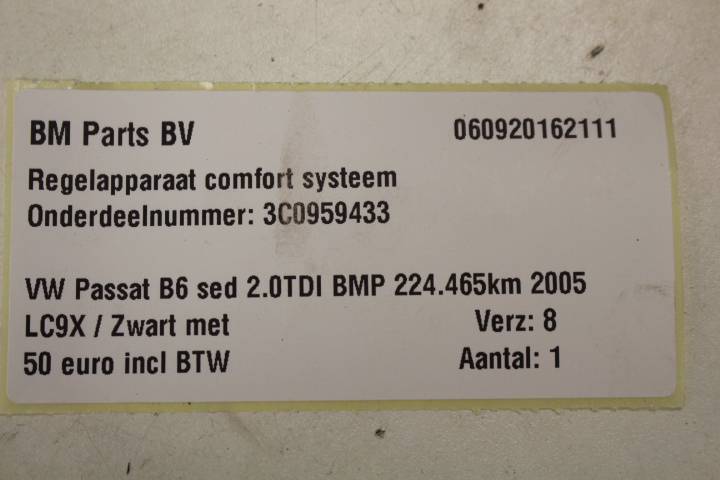 BM Parts BV 060920162111
Regelapparaat comfort systeem
Onderdeelnummer: 3C0959433
VW Passat B6 sed 2.0TDI BMP 224.465km 2005
LC9X / Zwart met Verz: 8
50 euro incl BTW Aantal: 1